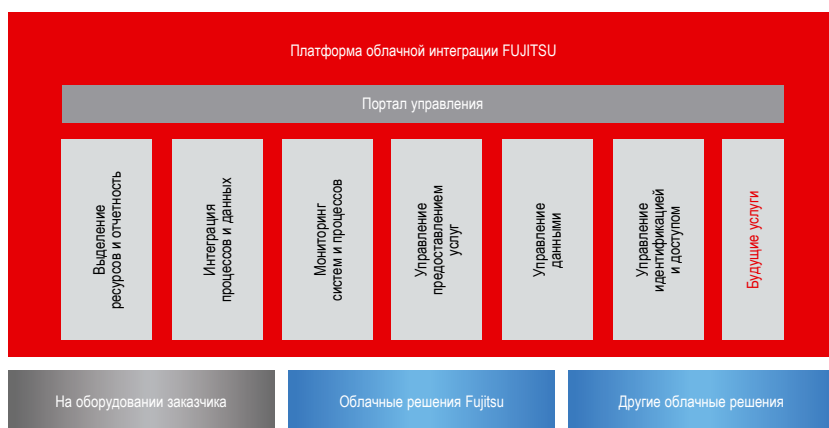 Платформа облачной интеграции FUJITSU
Портал управления
Выделение
ресурсов и отчетность
Интеграция
процессов и данных
Мониторинг
систем и процессов
Управление
предоставлением
услуг
Управление
данными
Управление
идентификацией
и доступом
Будущие услуги
На оборудовании заказчика
Облачные решения Fujitsu
Другие облачные решения